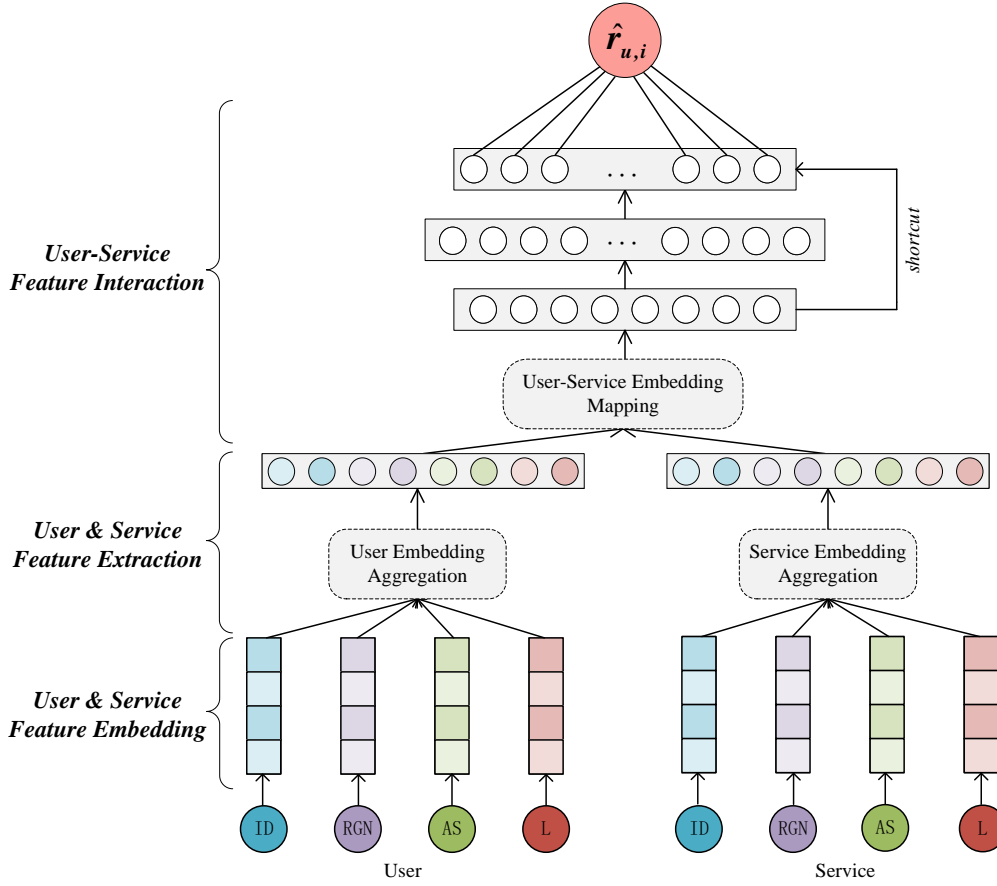 r̂u,i
. . .
shortcut
. . .
User-Service
Feature Interaction
User-Service Embedding
Mapping
User & Service
Feature Extraction
User Embedding
Aggregation
Service Embedding
Aggregation
User & Service
Feature Embedding
ID RGN AS L ID RGN AS L
User Service